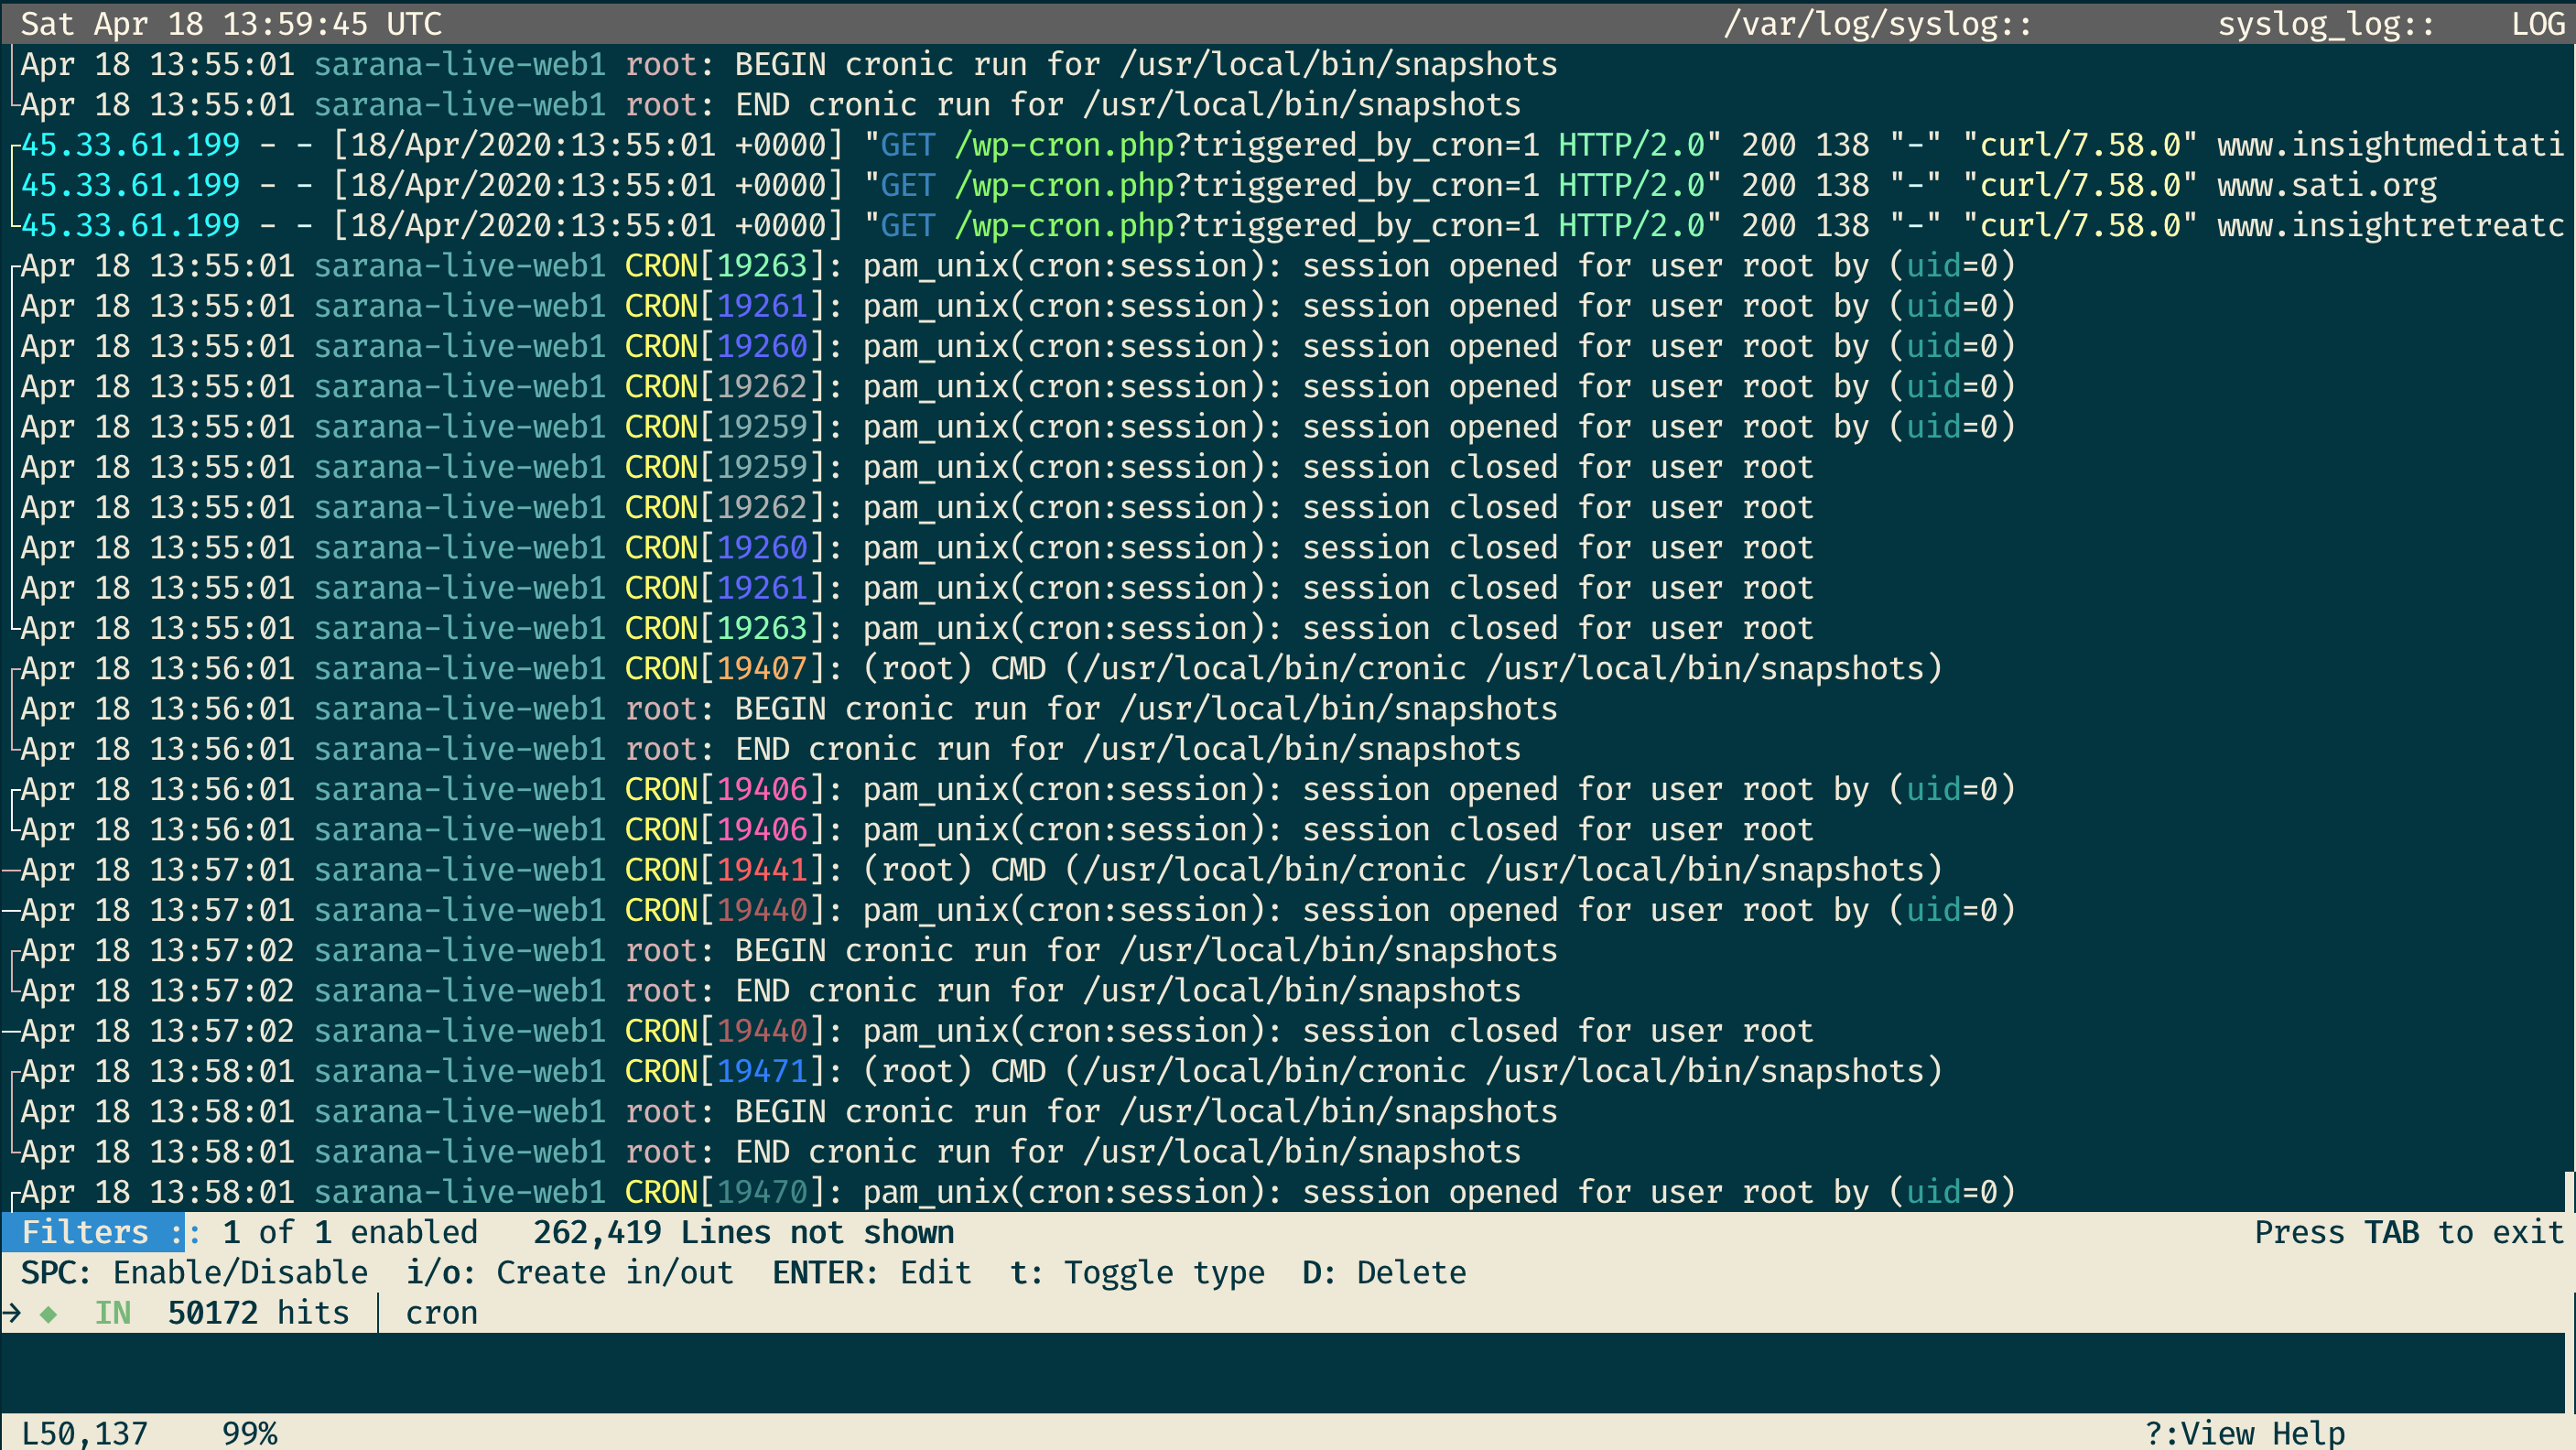 Sat Apr 18 13:59:45 UTC /var/log/syslog:: syslog_log:: LOG
Apr 18 13:55:01 sarana-live-web1 root: BEGIN cronic run for /usr/local/bin/snapshots
Apr 18 13:55:01 sarana-live-web1 root: END cronic run for /usr/local/bin/snapshots
45.33.61.199 - - [18/Apr/2020:13:55:01 +0000] "GET /wp-cron.php?triggered_by_cron=1 HTTP/2.0" 200 138 "-" "curl/7.58.0" www.insightmeditati
45.33.61.199 - - [18/Apr/2020:13:55:01 +0000] "GET /wp-cron.php?triggered_by_cron=1 HTTP/2.0" 200 138 "-" "curl/7.58.0" www.sati.org
45.33.61.199 - - [18/Apr/2020:13:55:01 +0000] "GET /wp-cron.php?triggered_by_cron=1 HTTP/2.0" 200 138 "-" "curl/7.58.0" www.insightretreatc
Apr 18 13:55:01 sarana-live-web1 CRON[19263]: pam_unix(cron:session): session opened for user root by (uid=0)
Apr 18 13:55:01 sarana-live-web1 CRON[19261]: pam_unix(cron:session): session opened for user root by (uid=0)
Apr 18 13:55:01 sarana-live-web1 CRON[19260]: pam_unix(cron:session): session opened for user root by (uid=0)
Apr 18 13:55:01 sarana-live-web1 CRON[19262]: pam_unix(cron:session): session opened for user root by (uid=0)
Apr 18 13:55:01 sarana-live-web1 CRON[19259]: pam_unix(cron:session): session opened for user root by (uid=0)
Apr 18 13:55:01 sarana-live-web1 CRON[19259]: pam_unix(cron:session): session closed for user root
Apr 18 13:55:01 sarana-live-web1 CRON[19262]: pam_unix(cron:session): session closed for user root
Apr 18 13:55:01 sarana-live-web1 CRON[19260]: pam_unix(cron:session): session closed for user root
Apr 18 13:55:01 sarana-live-web1 CRON[19261]: pam_unix(cron:session): session closed for user root
Apr 18 13:55:01 sarana-live-web1 CRON[19263]: pam_unix(cron:session): session closed for user root
Apr 18 13:56:01 sarana-live-web1 CRON[19407]: (root) CMD (/usr/local/bin/cronic /usr/local/bin/snapshots)
Apr 18 13:56:01 sarana-live-web1 root: BEGIN cronic run for /usr/local/bin/snapshots
Apr 18 13:56:01 sarana-live-web1 root: END cronic run for /usr/local/bin/snapshots
Apr 18 13:56:01 sarana-live-web1 CRON[19406]: pam_unix(cron:session): session opened for user root by (uid=0)
Apr 18 13:56:01 sarana-live-web1 CRON[19406]: pam_unix(cron:session): session closed for user root
Apr 18 13:57:01 sarana-live-web1 CRON[19441]: (root) CMD (/usr/local/bin/cronic /usr/local/bin/snapshots)
Apr 18 13:57:01 sarana-live-web1 CRON[19440]: pam_unix(cron:session): session opened for user root by (uid=0)
Apr 18 13:57:02 sarana-live-web1 root: BEGIN cronic run for /usr/local/bin/snapshots
Apr 18 13:57:02 sarana-live-web1 root: END cronic run for /usr/local/bin/snapshots
Apr 18 13:57:02 sarana-live-web1 CRON[19440]: pam_unix(cron:session): session closed for user root
Apr 18 13:58:01 sarana-live-web1 CRON[19471]: (root) CMD (/usr/local/bin/cronic /usr/local/bin/snapshots)
Apr 18 13:58:01 sarana-live-web1 root: BEGIN cronic run for /usr/local/bin/snapshots
Apr 18 13:58:01 sarana-live-web1 root: END cronic run for /usr/local/bin/snapshots
Apr 18 13:58:01 sarana-live-web1 CRON[19470]: pam_unix(cron:session): session opened for user root by (uid=0)
Filters :: 1 of 1 enabled 262,419 Lines not shown Press TAB to exit
SPC: Enable/Disable i/o: Create in/out ENTER: Edit t: Toggle type D: Delete
→ ◆ IN 50172 hits | cron
L50,137 99% ?:View Help